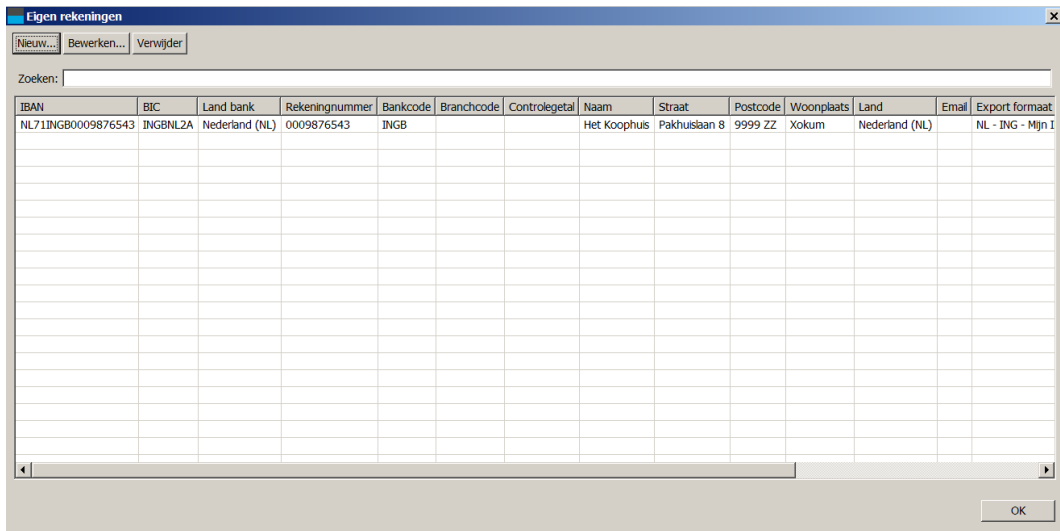 Eigen rekeningen
Nieuw... Bewerken... Verwijder
Zoeken:
IBAN BIC Land bank Rekeningnummer Bankcode Branchcode Controlegetal Naam Straat Postcode Woonplaats Land Email Export formaat
NL71INGB0009876543 INGBNL2A Nederland (NL) 0009876543 INGB Het Koophuis Pakhuislaan 8 9999 ZZ Xokum Nederland (NL) NL - ING - Mijn I
OK